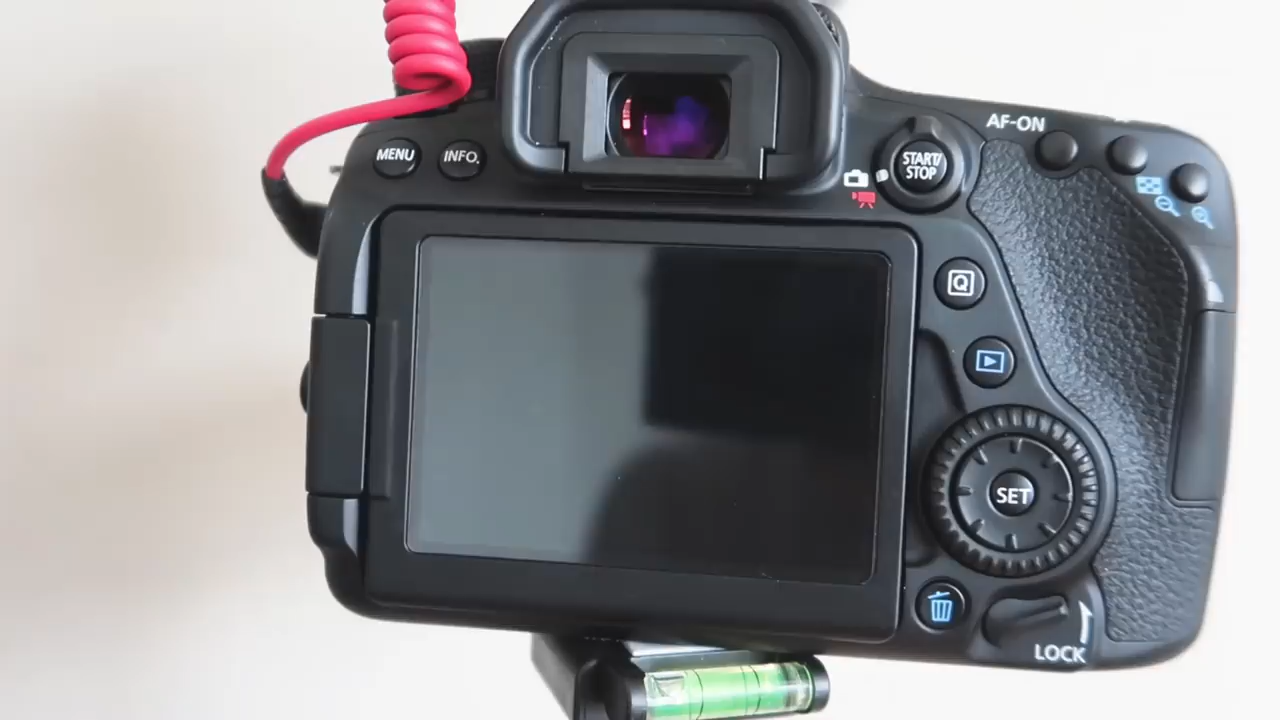 AF-ON
MENU
INFO.
START/
STOP
Q
SET
LOCK